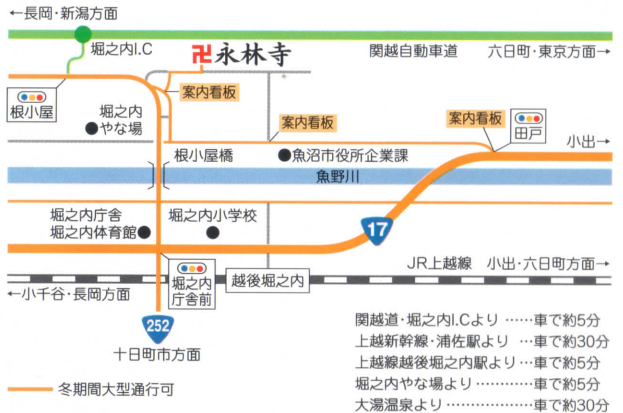 ←長岡・新潟方面
堀之内I.C
卍永林寺
関越自動車道 六日町・東京方面→
案内看板
根小屋
堀之内
●やな場
案内看板
案内看板
田戸
小出→
根小屋橋
●魚沼市役所企業課
魚野川
堀之内庁舎
堀之内体育館●
堀之内小学校
17
JR上越線 小出・六日町方面→
堀之内
庁舎前
越後堀之内
←小千谷・長岡方面
252
十日町市方面
関越道・堀之内I.Cより ……車で約5分
上越新幹線・浦佐駅より …車で約30分
上越線越後堀之内駅より…車で約5分
堀之内やな場より…………車で約5分
大湯温泉より………………車で約30分
冬期間大型通行可